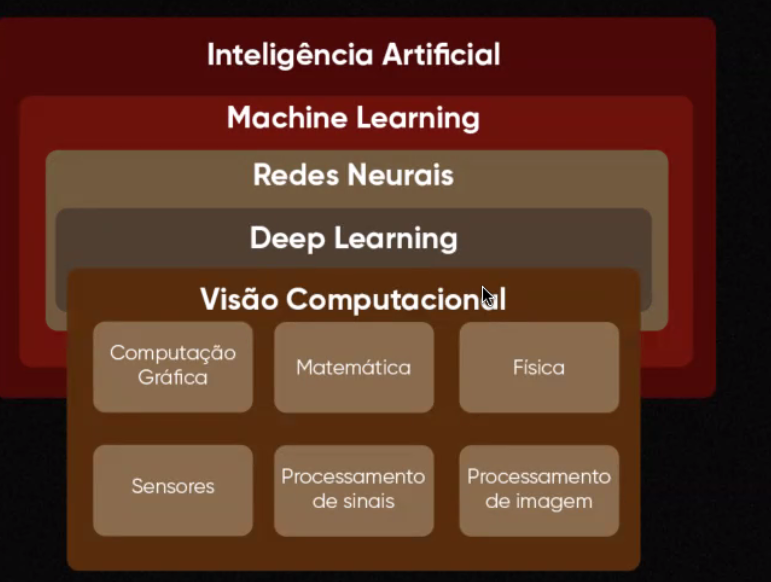 Inteligência Artificial
Machine Learning
Redes Neurais
Deep Learning
Visão Computacional
Computação
Gráfica
Matemática
Física
Sensores
Processamento
de sinais
Processamento
de imagem